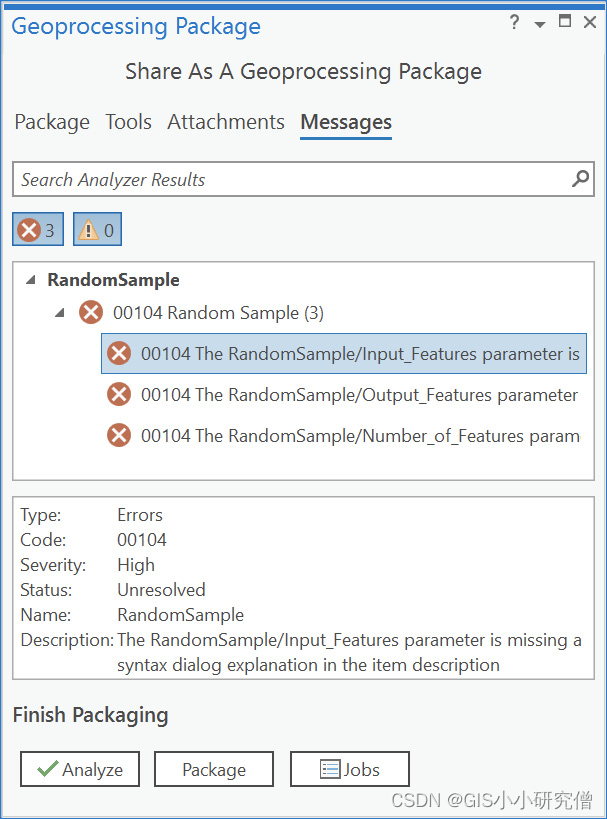 Geoprocessing Package
?
Share As A Geoprocessing Package
Package Tools Attachments Messages
Search Analyzer Results
3 0
RandomSample
00104 Random Sample (3)
00104 The RandomSample/Input_Features parameter is
00104 The RandomSample/Output_Features parameter
00104 The RandomSample/Number_of_Features param
Type: Errors
Code: 00104
Severity: High
Status: Unresolved
Name: RandomSample
Description: The RandomSample/Input_Features parameter is missing a
syntax dialog explanation in the item description
Finish Packaging
Analyze Package Jobs
CSDN @GIS小小研究僧